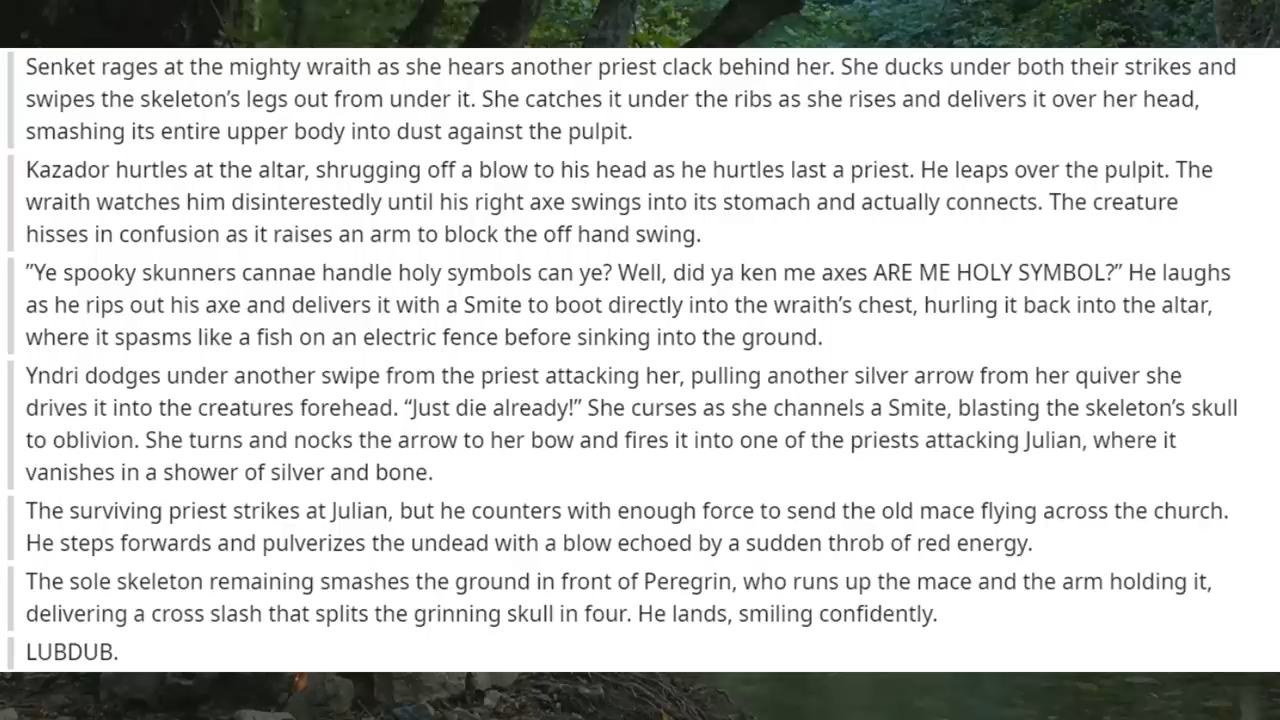 Senket rages at the mighty wraith as she hears another priest clack behind her. She ducks under both their strikes and
swipes the skeleton’s legs out from under it. She catches it under the ribs as she rises and delivers it over her head,
smashing its entire upper body into dust against the pulpit.
Kazador hurtles at the altar, shrugging off a blow to his head as he hurtles last a priest. He leaps over the pulpit. The
wraith watches him disinterestedly until his right axe swings into its stomach and actually connects. The creature
hisses in confusion as it raises an arm to block the off hand swing.
”Ye spooky skunners cannae handle holy symbols can ye? Well, did ya ken me axes ARE ME HOLY SYMBOL?” He laughs
as he rips out his axe and delivers it with a Smite to boot directly into the wraith’s chest, hurling it back into the altar,
where it spasms like a fish on an electric fence before sinking into the ground.
Yndri dodges under another swipe from the priest attacking her, pulling another silver arrow from her quiver she
drives it into the creatures forehead. “Just die already!” She curses as she channels a Smite, blasting the skeleton’s skull
to oblivion. She turns and nocks the arrow to her bow and fires it into one of the priests attacking Julian, where it
vanishes in a shower of silver and bone.
The surviving priest strikes at Julian, but he counters with enough force to send the old mace flying across the church.
He steps forwards and pulverizes the undead with a blow echoed by a sudden throb of red energy.
The sole skeleton remaining smashes the ground in front of Peregrin, who runs up the mace and the arm holding it,
delivering a cross slash that splits the grinning skull in four. He lands, smiling confidently.
LUBDUB.